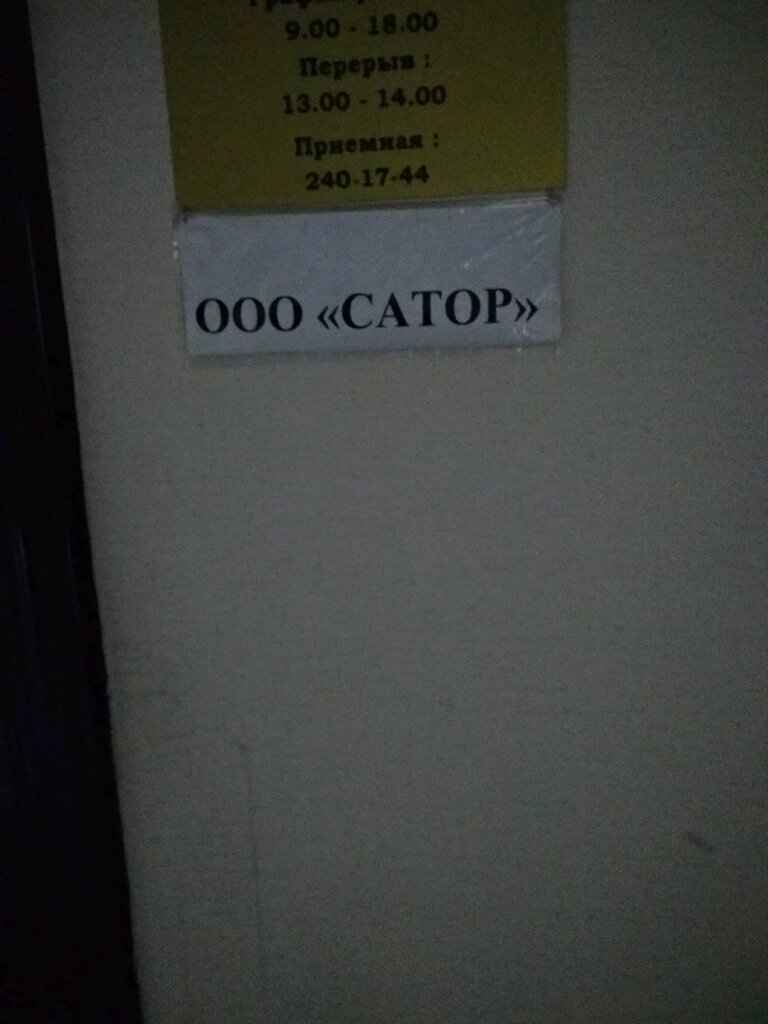 9.00 - 18.00
Перерыв :
13.00 - 14.00
Приемная :
240-17-44
ООО «САТОР»